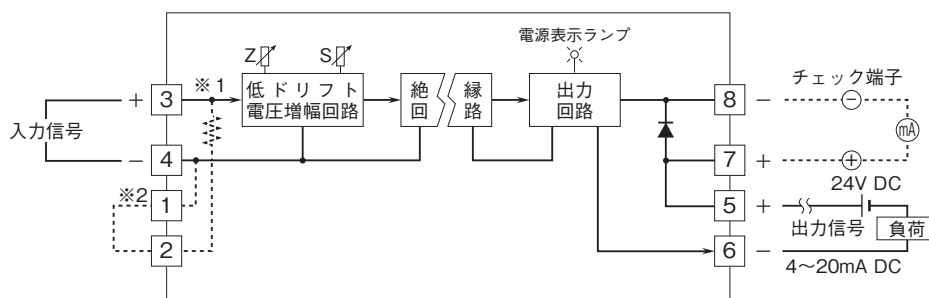 電源表示ランプ
Z
S
※1
低ドリフト
電圧増幅回路
絶
回
縁
路
出力
回路
チェック端子
+
3
入力信号
−
4
※2
1
2
8
−
−
mA
7
+
+
24V DC
5
+
出力信号
負荷
6
−
4〜20mA DC